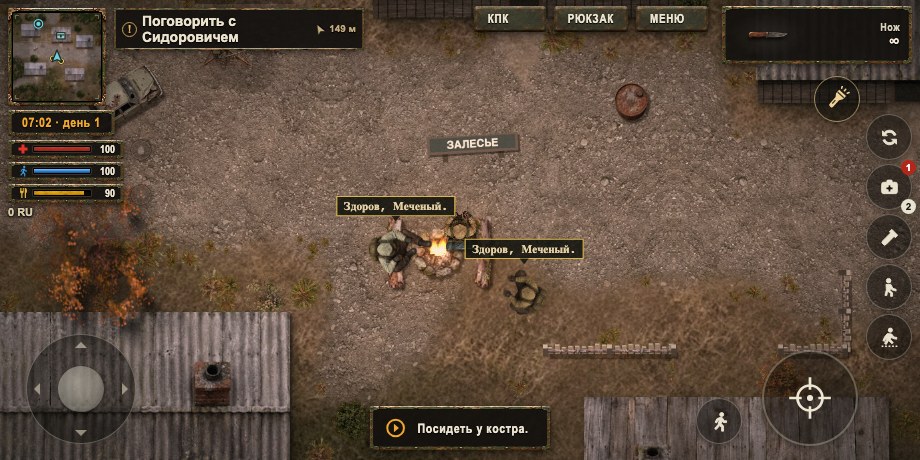 Поговорить с
Сидоровичем
149 м
КПК
РЮКЗАК
МЕНЮ
Нож
∞
07:02 · день 1
100
100
90
0 RU
ЗАЛЕСЬЕ
1
2
Здоров, Меченый.
Здоров, Меченый.
Посидеть у костра.